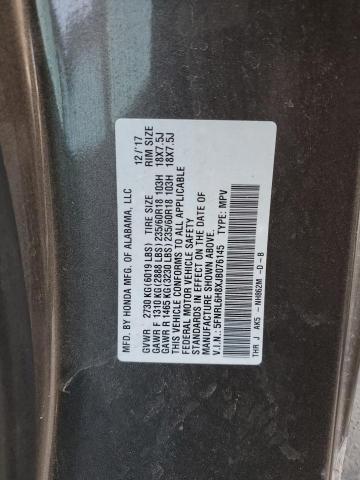 MFD. BY HONDA MFG. OF ALABAMA, LLC 12/'17
GVWR 2730 KG(6019 LBS) TIRE SIZE RIM SIZE
GAWR F 1310 KG(2888 LBS)235/60R18 103H 18X7.5J
GAWR R 1465 KG(3230 LBS)235/60R18 103H 18X7.5J
THIS VEHICLE CONFORMS TO ALL APPLICABLE
FEDERAL MOTOR VEHICLE SAFETY
STANDARDS IN EFFECT ON THE DATE OF
MANUFACTURE SHOWN ABOVE.
V.I.N.: 5FNRL6H8XJB076145 TYPE: MPV
THR J AK5 - NH862M -D-B